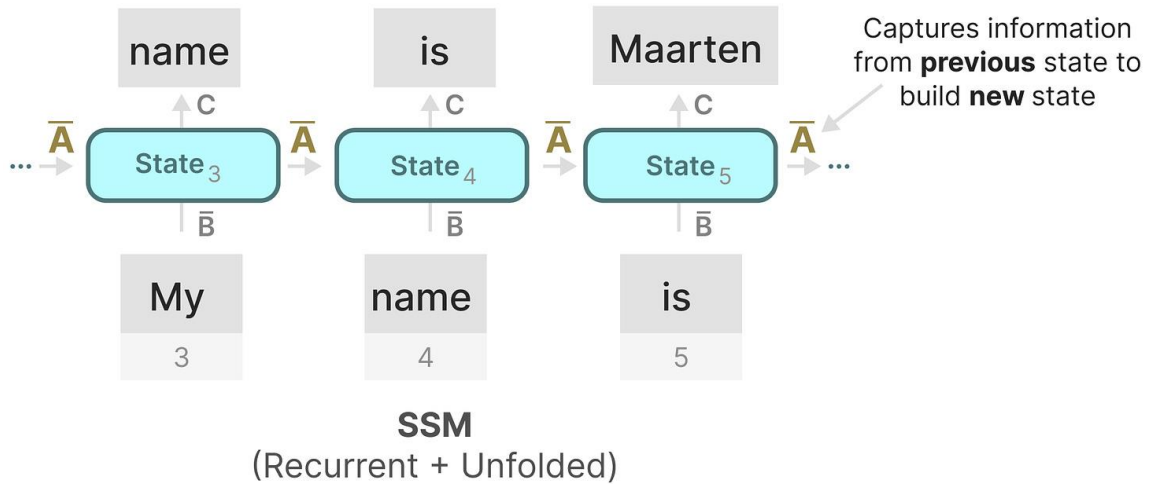 name is Maarten
Captures information
from previous state to
build new state
C C C
A̅ A̅ A̅ A̅
... State₃ State₄ State₅ ...
B̅ B̅ B̅
My name is
3 4 5
SSM
(Recurrent + Unfolded)